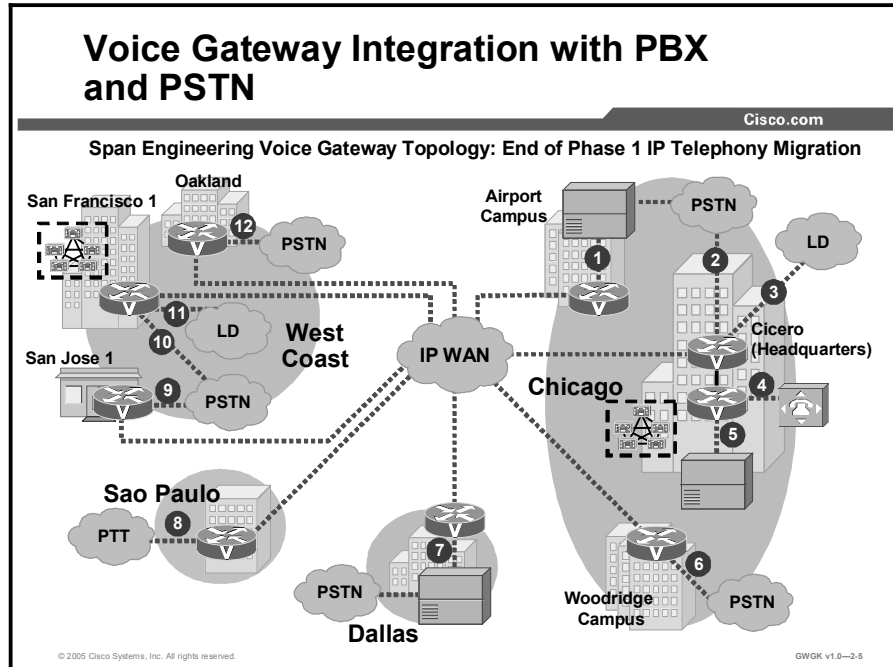 Voice Gateway Integration with PBX
and PSTN
Cisco.com
Span Engineering Voice Gateway Topology: End of Phase 1 IP Telephony Migration
San Francisco 1
Oakland
12
PSTN
11
LD
10
West
Coast
San Jose 1
9
PSTN
IP WAN
Airport
Campus
PSTN
1
2
LD
3
Cicero
(Headquarters)
Chicago
4
5
Sao Paulo
PTT
8
7
PSTN
Dallas
6
Woodridge
Campus
PSTN
V
V
V
V
V
V
V
V
V
© 2005 Cisco Systems, Inc. All rights reserved.
GWGK v1.0—2-5